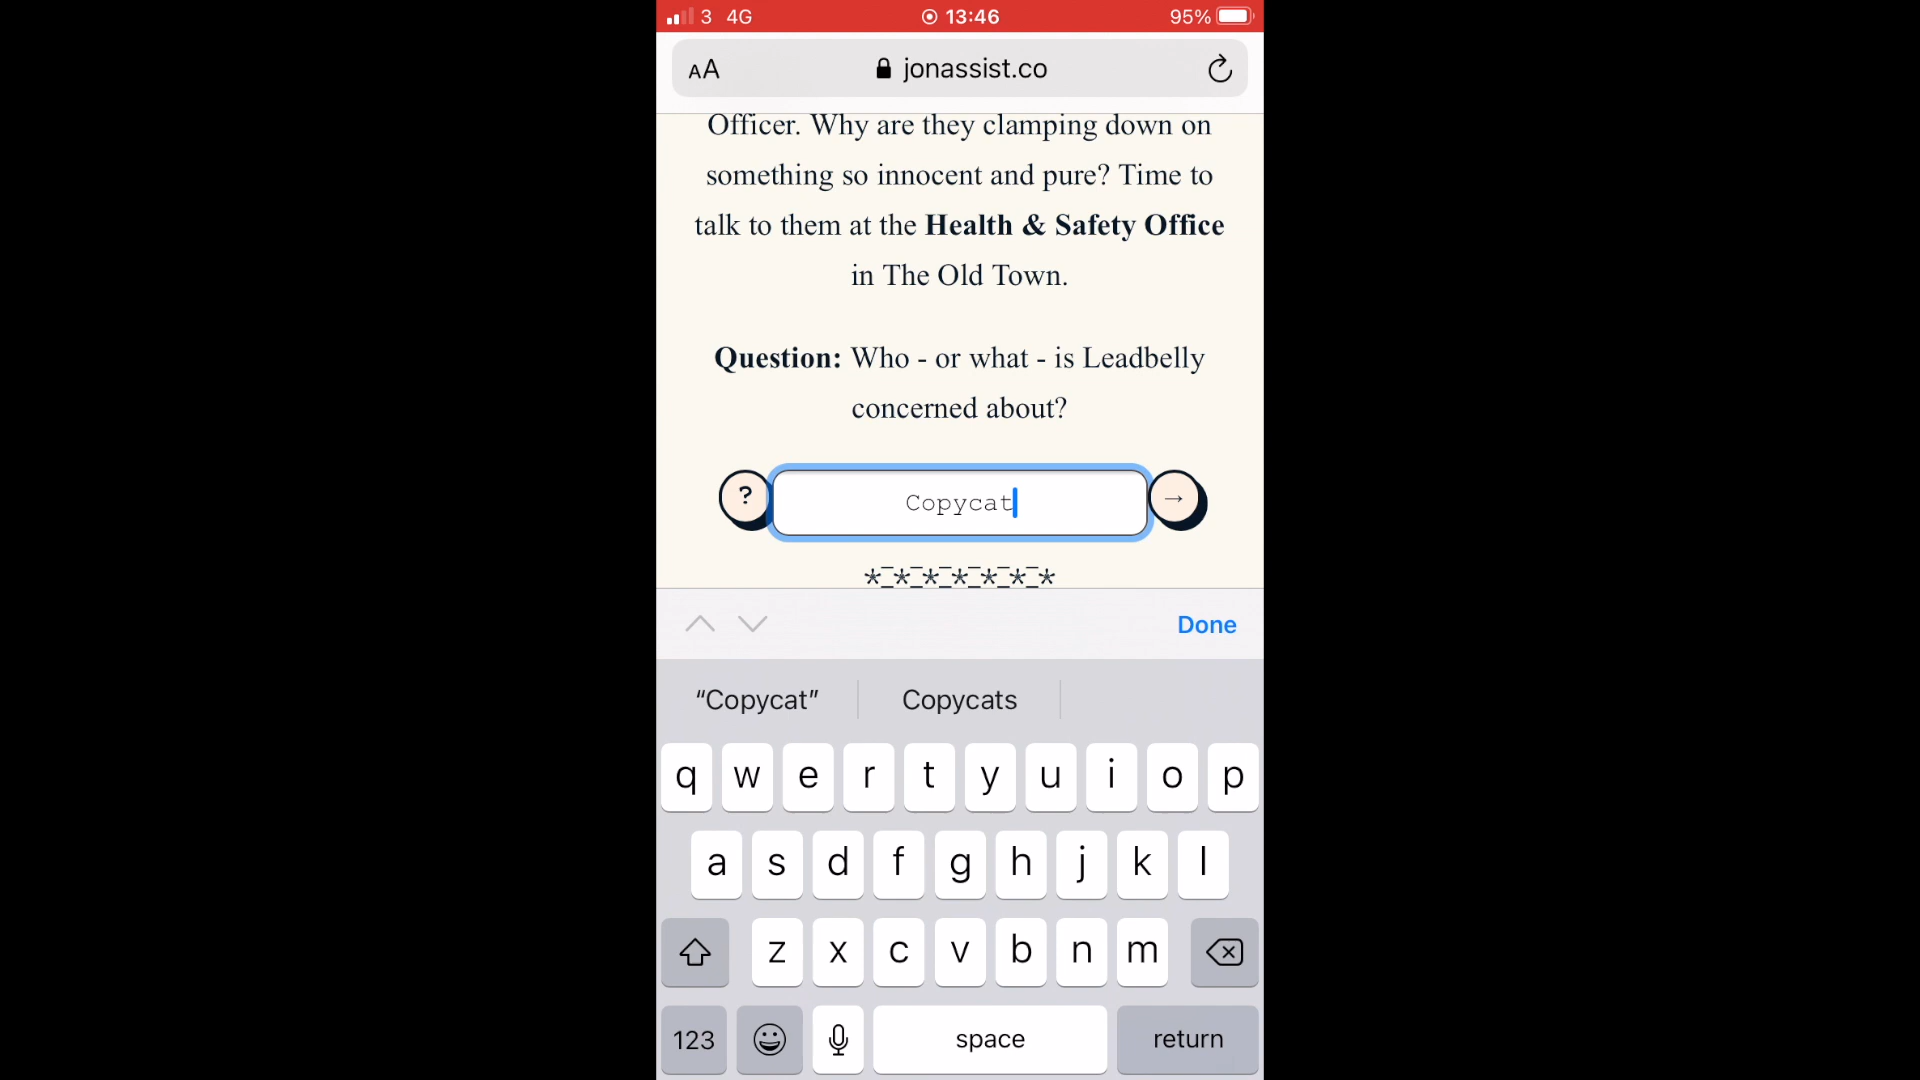 3 4G 13:46 95%
AA jonassist.co
Officer. Why are they clamping down on
something so innocent and pure? Time to
talk to them at the Health & Safety Office
in The Old Town.
Question: Who - or what - is Leadbelly
concerned about?
? Copycat →
*_*_*_*_*_*_*
Done
“Copycat” Copycats
q w e r t y u i o p
a s d f g h j k l
z x c v b n m
123 space return